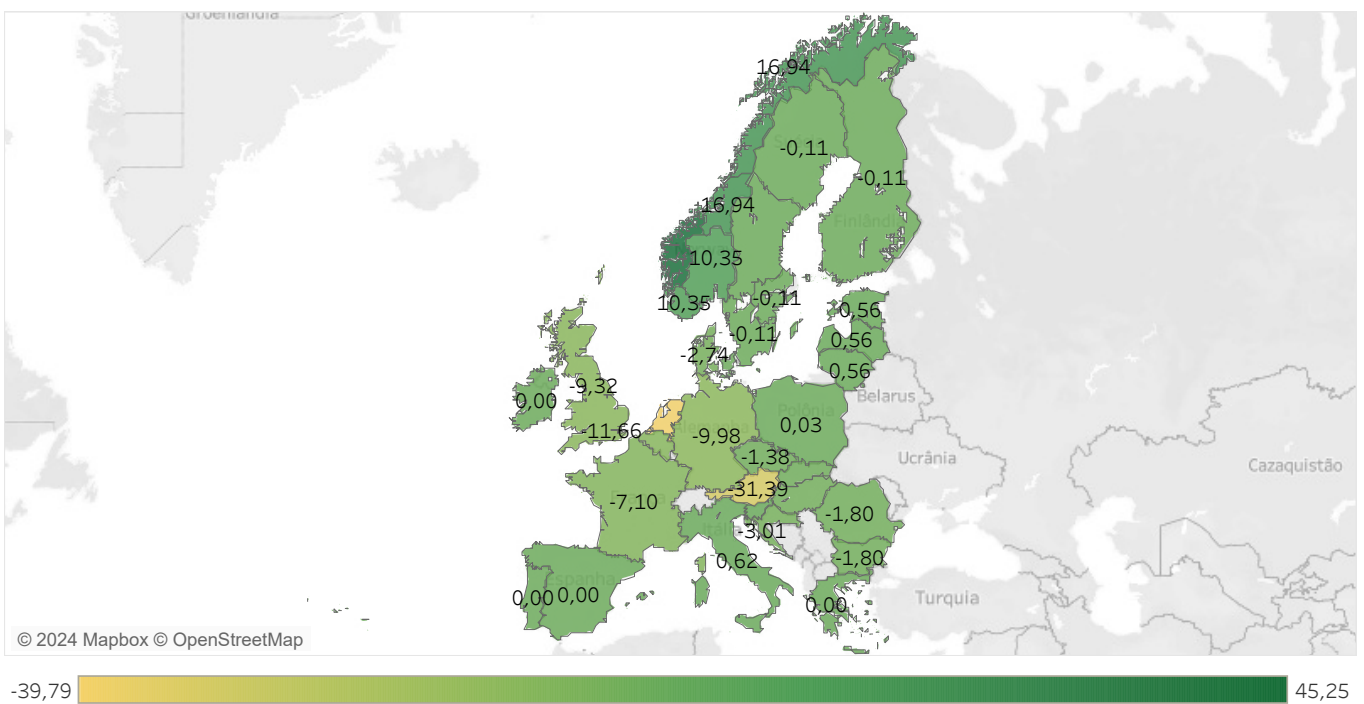 Groenlândia
16,94
-0,11
-0,11
16,94
Finlândia
10,35
10,35
-0,11
0,56
-0,11
0,56
-2,74
0,56
-9,32
Belarus
0,00
Polônia
0,03
-11,66
-9,98
-1,38
Ucrânia
Cazaquistão
-31,39
-7,10
-1,80
Itália
-3,01
-1,80
0,62
Espanha
0,00
0,00
0,00
Turquia
© 2024 Mapbox © OpenStreetMap
-39,79
45,25